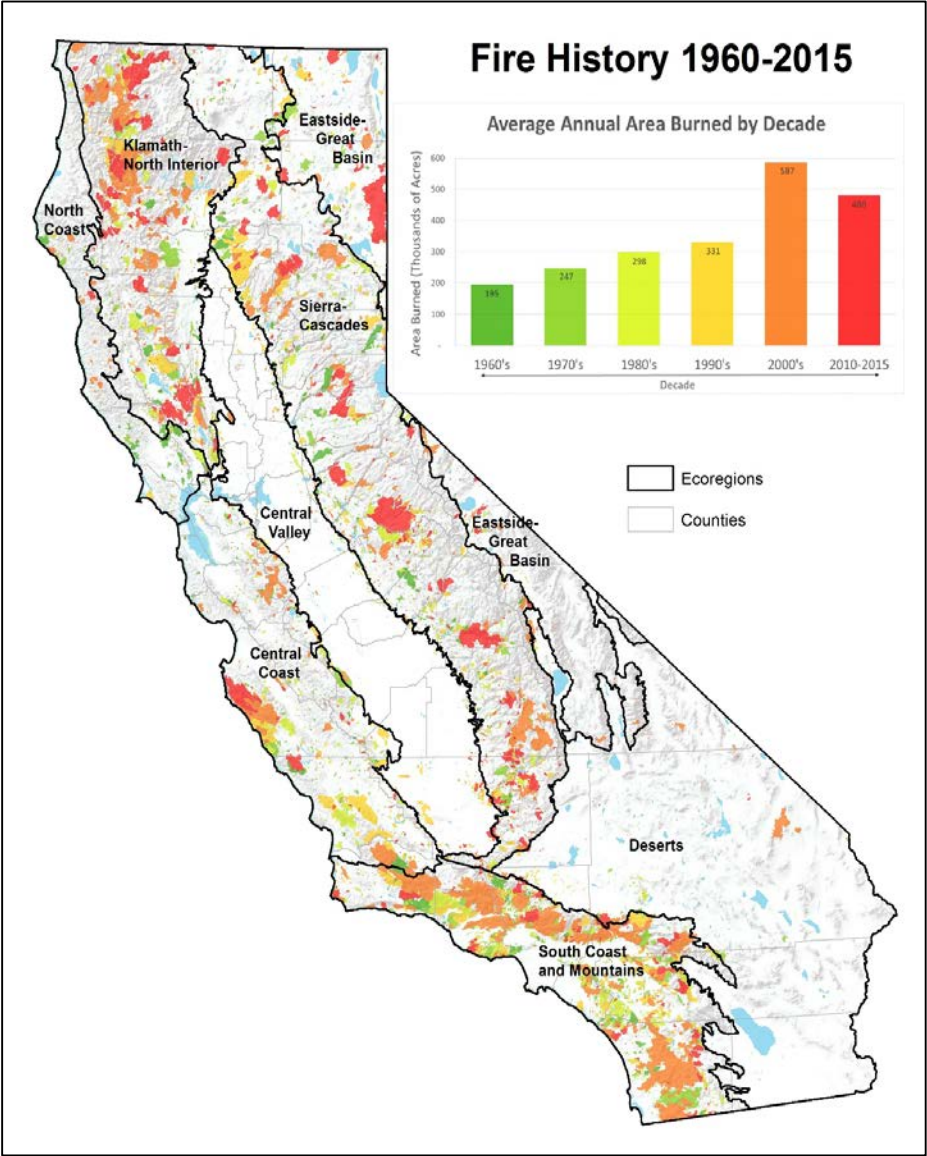 Fire History 1960-2015
Average Annual Area Burned by Decade
Area Burned (Thousands of Acres)
600
500
400
300
200
100
-
195
247
298
331
587
480
1960's
1970's
1980's
1990's
2000's
2010-2015
Decade
Ecoregions
Counties
Klamath-
North Interior
Eastside-
Great
Basin
North
Coast
Sierra-
Cascades
Central
Valley
Eastside-
Great
Basin
Central
Coast
Deserts
South Coast
and Mountains